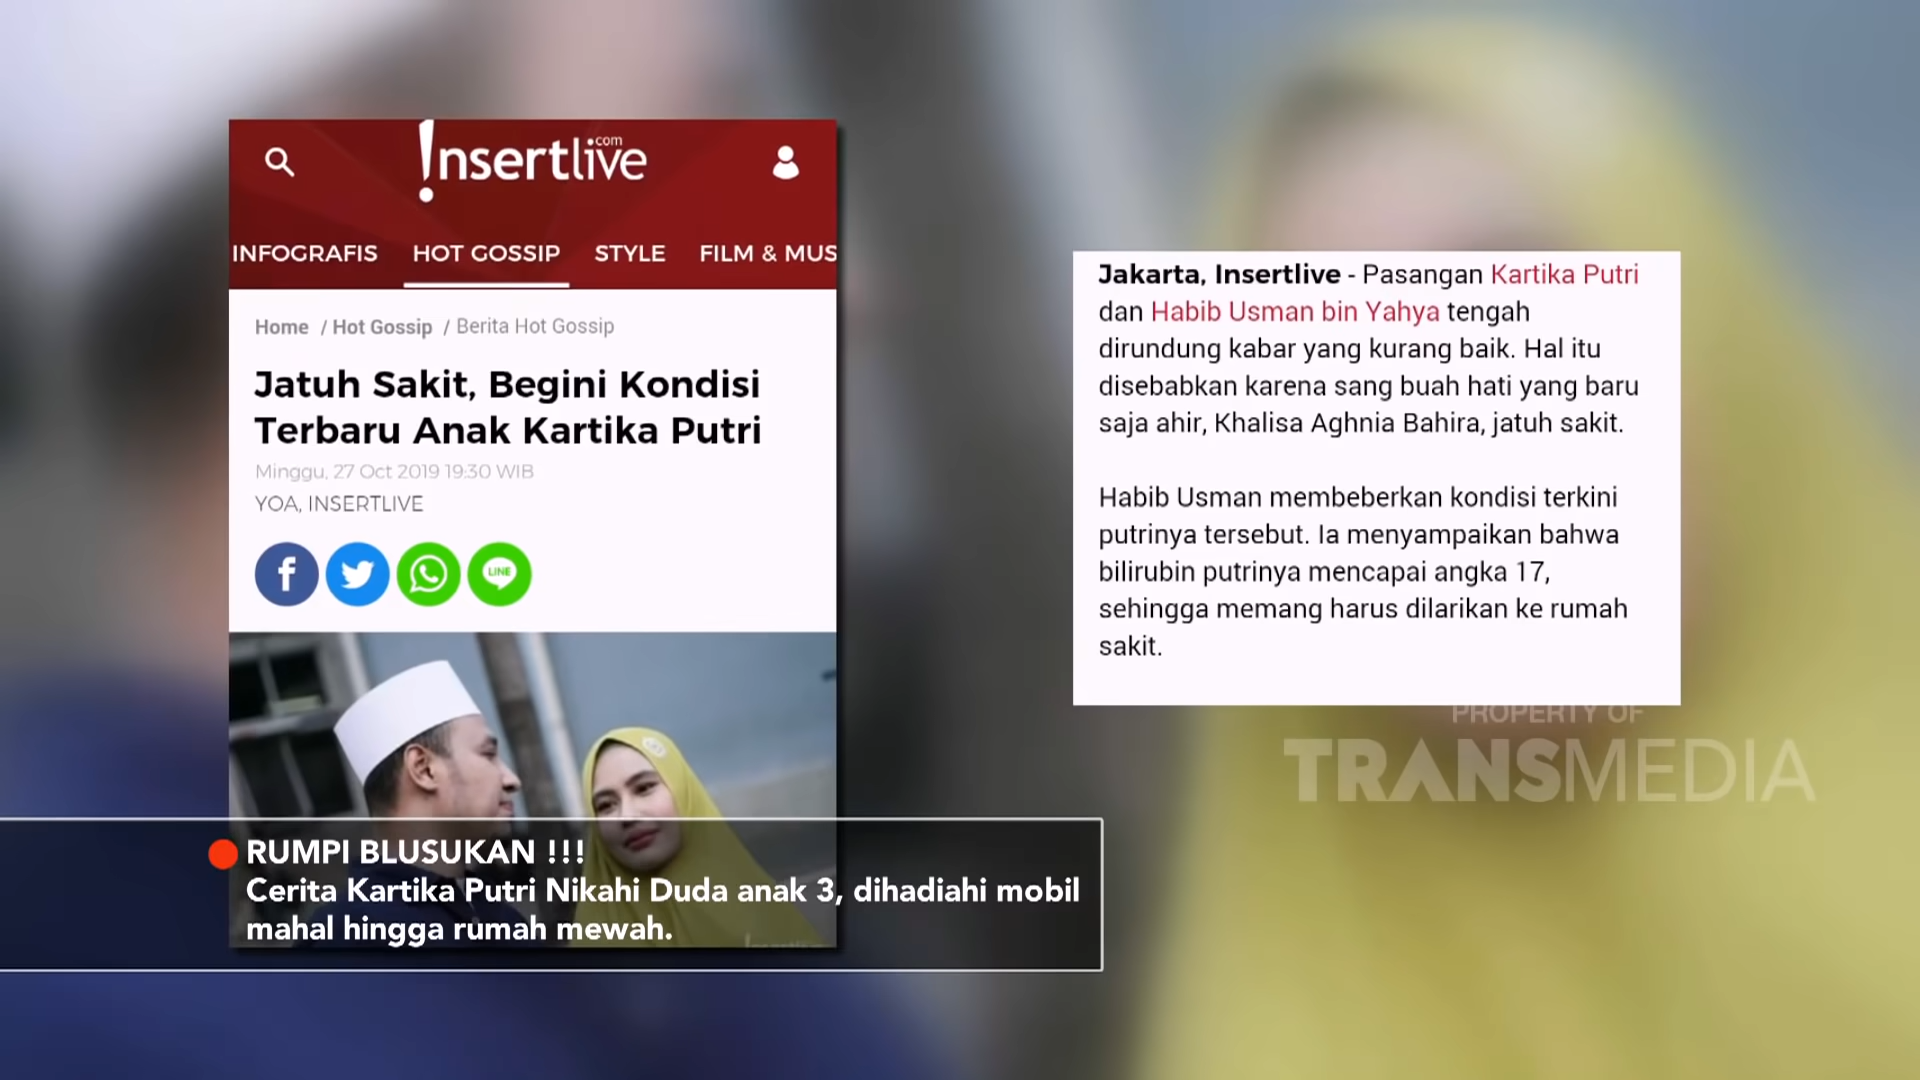 insertlive.com
INFOGRAFIS HOT GOSSIP STYLE FILM & MUS
Home / Hot Gossip / Berita Hot Gossip
Jatuh Sakit, Begini Kondisi
Terbaru Anak Kartika Putri
Minggu, 27 Oct 2019 19:30 WIB
YOA, INSERTLIVE
LINE
Jakarta, Insertlive - Pasangan Kartika Putri
dan Habib Usman bin Yahya tengah
dirundung kabar yang kurang baik. Hal itu
disebabkan karena sang buah hati yang baru
saja ahir, Khalisa Aghnia Bahira, jatuh sakit.
Habib Usman membeberkan kondisi terkini
putrinya tersebut. Ia menyampaikan bahwa
bilirubin putrinya mencapai angka 17,
sehingga memang harus dilarikan ke rumah
sakit.
PROPERTY OF
TRANSMEDIA
RUMPI BLUSUKAN !!!
Cerita Kartika Putri Nikahi Duda anak 3, dihadiahi mobil
mahal hingga rumah mewah.